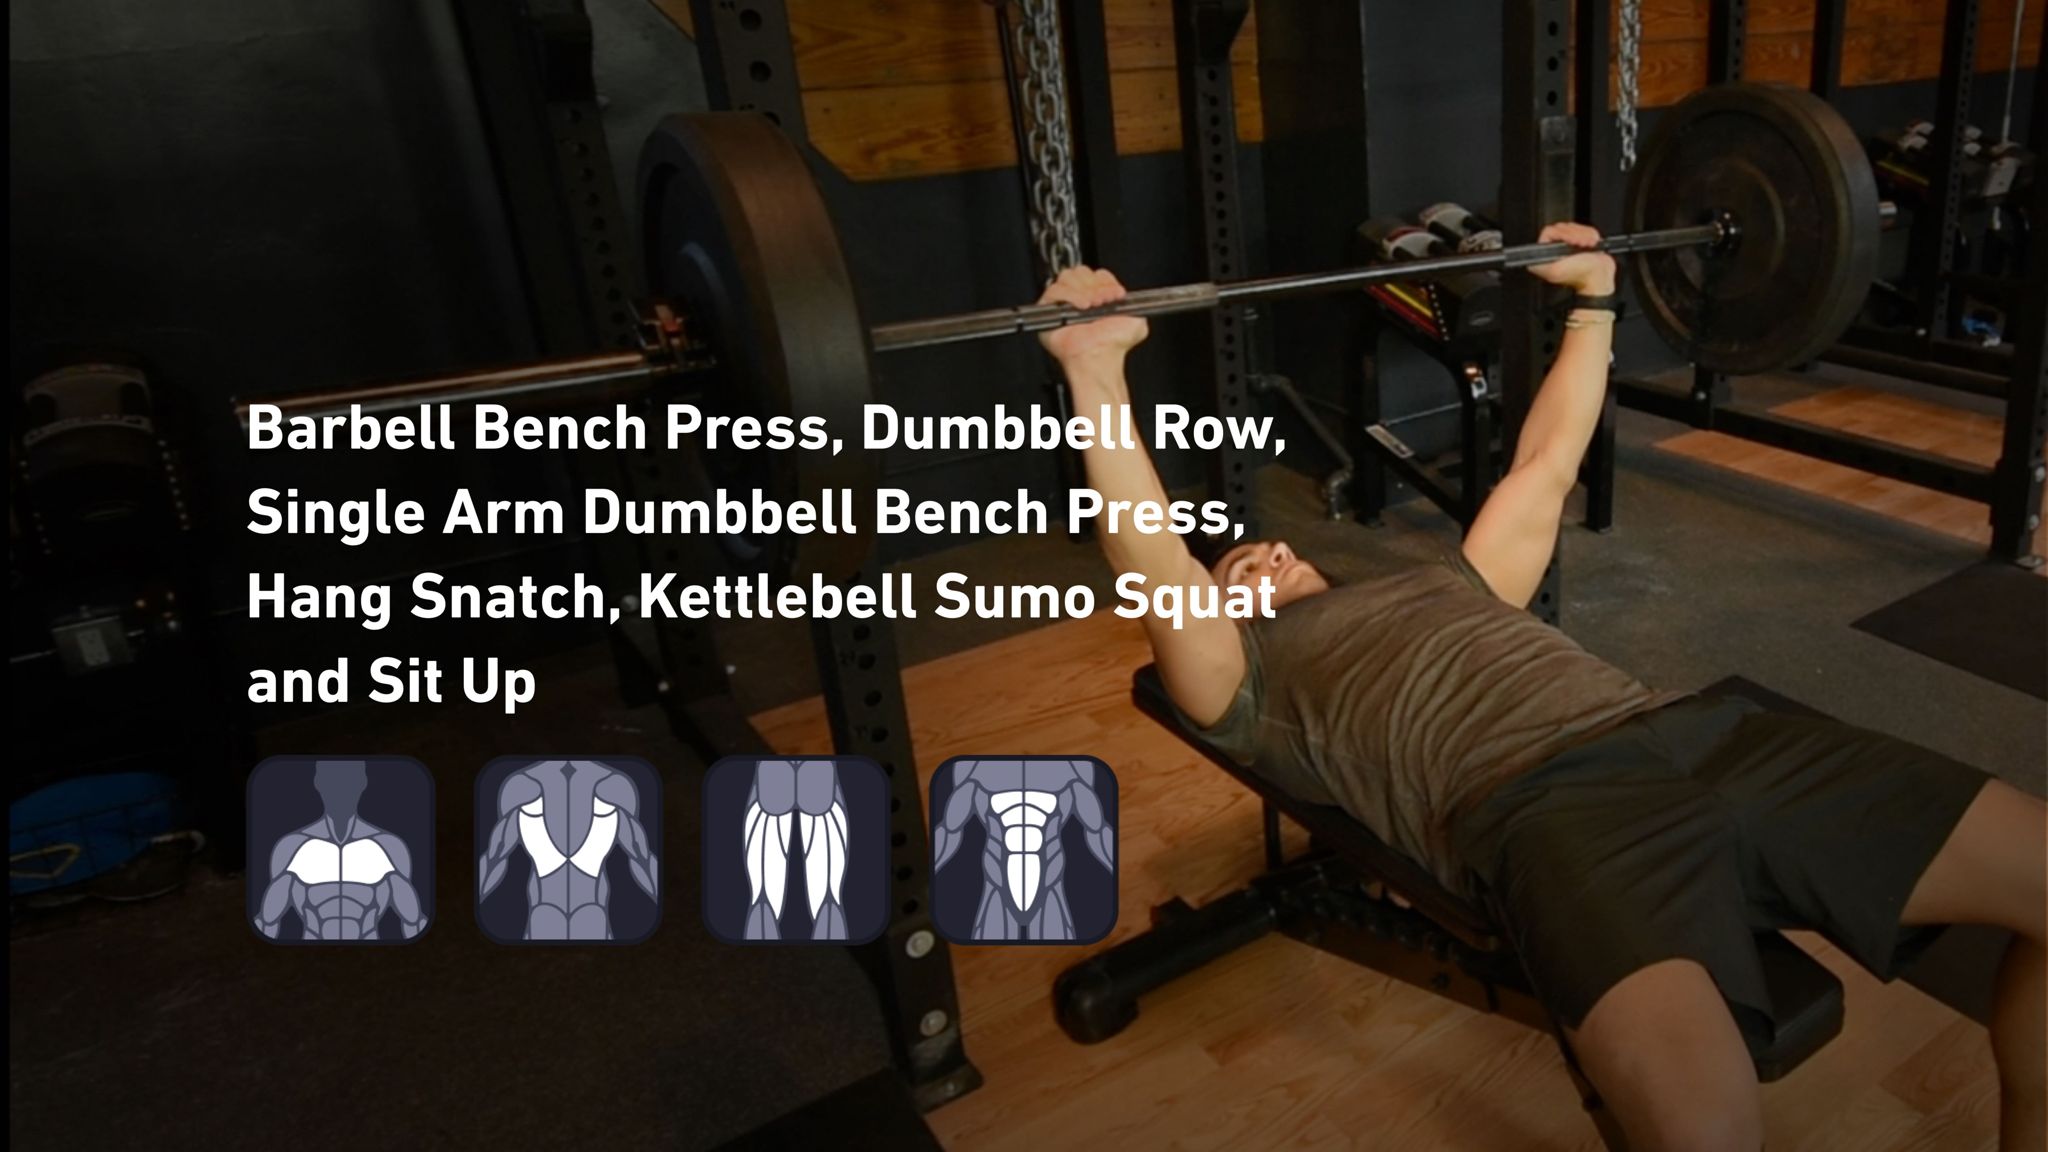 Barbell Bench Press, Dumbbell Row,
Single Arm Dumbbell Bench Press,
Hang Snatch, Kettlebell Sumo Squat
and Sit Up